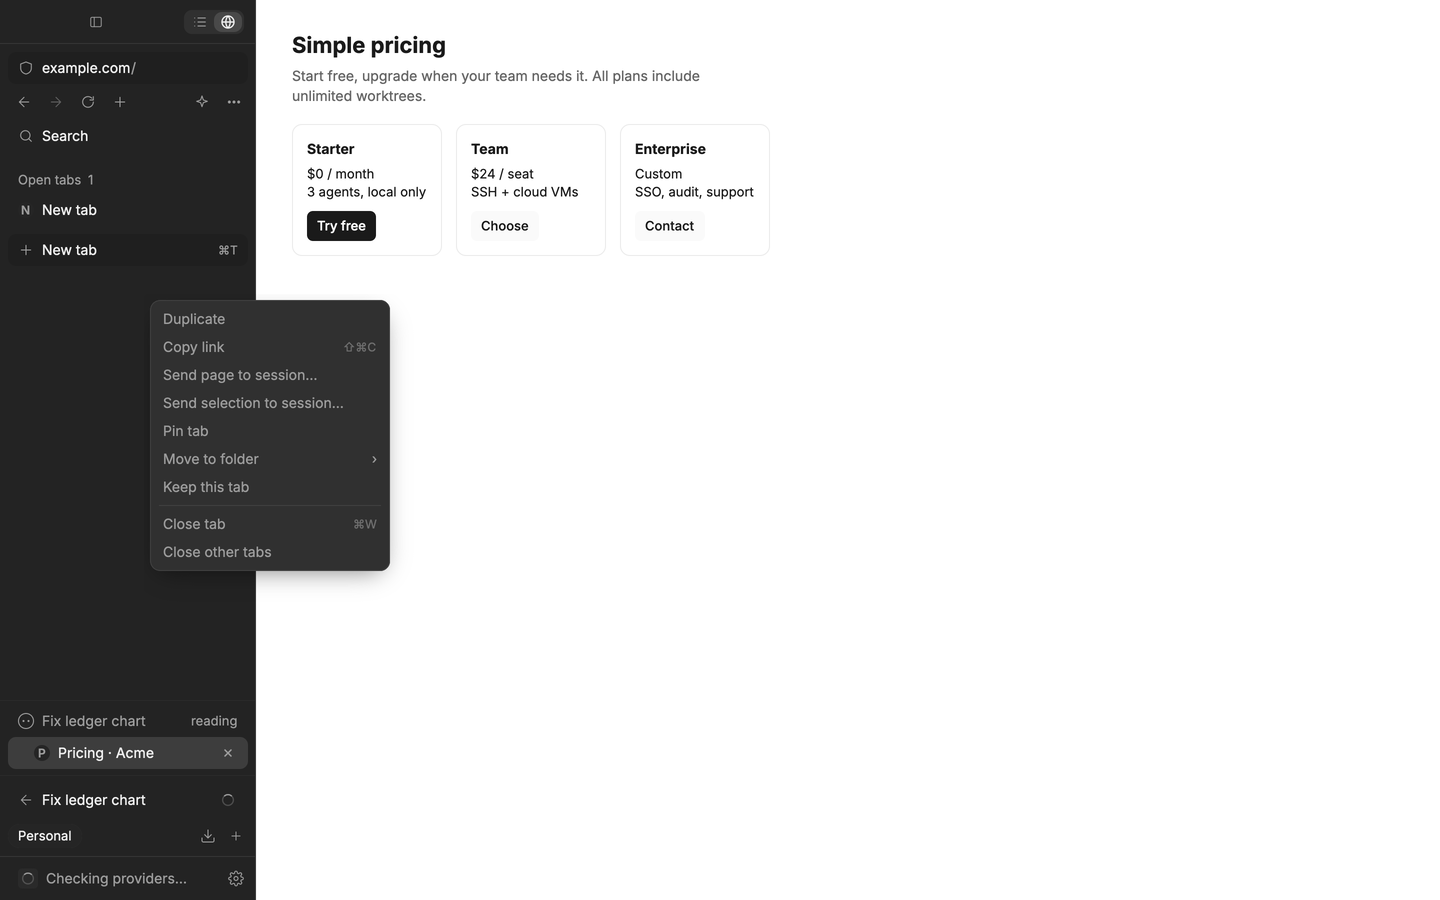 example.com/
Search
Open tabs 1
N New tab
New tab ⌘T
Simple pricing
Start free, upgrade when your team needs it. All plans include
unlimited worktrees.
Starter
$0 / month
3 agents, local only
Try free
Team
$24 / seat
SSH + cloud VMs
Choose
Enterprise
Custom
SSO, audit, support
Contact
Duplicate
Copy link ⇧⌘C
Send page to session...
Send selection to session...
Pin tab
Move to folder
Keep this tab
Close tab ⌘W
Close other tabs
Fix ledger chart reading
P Pricing · Acme
Fix ledger chart
Personal
Checking providers...